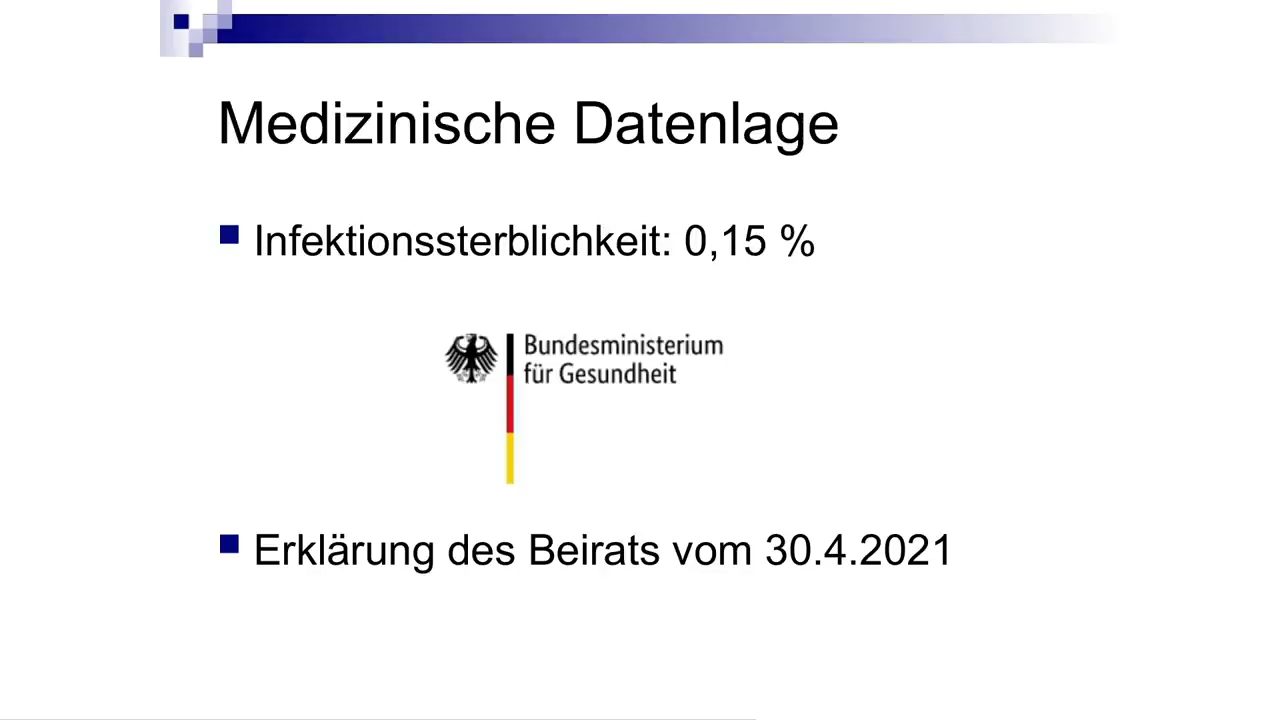 Medizinische Datenlage
Infektionssterblichkeit: 0,15 %
Bundesministerium
für Gesundheit
Erklärung des Beirats vom 30.4.2021